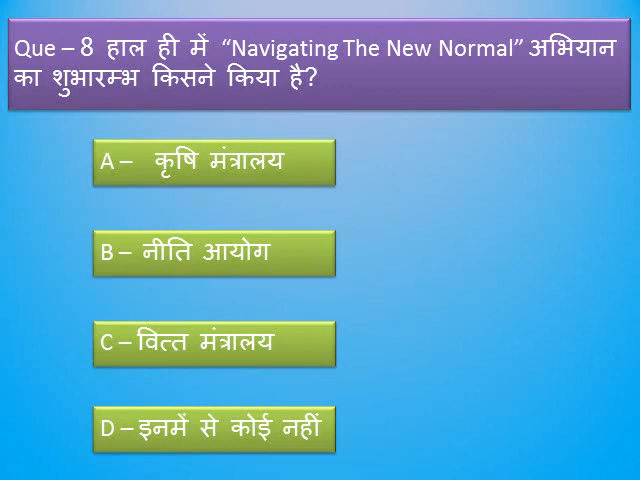 Que – 8 हाल ही में “Navigating The New Normal” अभियान
का शुभारम्भ किसने किया है?
A – कृषि मंत्रालय
B – नीति आयोग
C – वित्त मंत्रालय
D – इनमें से कोई नहीं